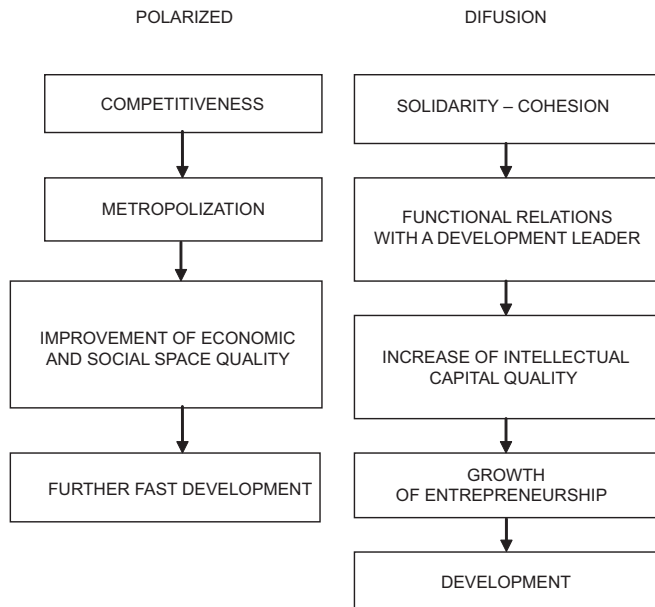 POLARIZED
COMPETITIVENESS
METROPOLIZATION
IMPROVEMENT OF ECONOMIC
AND SOCIAL SPACE QUALITY
FURTHER FAST DEVELOPMENT
DIFUSION
SOLIDARITY – COHESION
FUNCTIONAL RELATIONS
WITH A DEVELOPMENT LEADER
INCREASE OF INTELLECTUAL
CAPITAL QUALITY
GROWTH
OF ENTREPRENEURSHIP
DEVELOPMENT